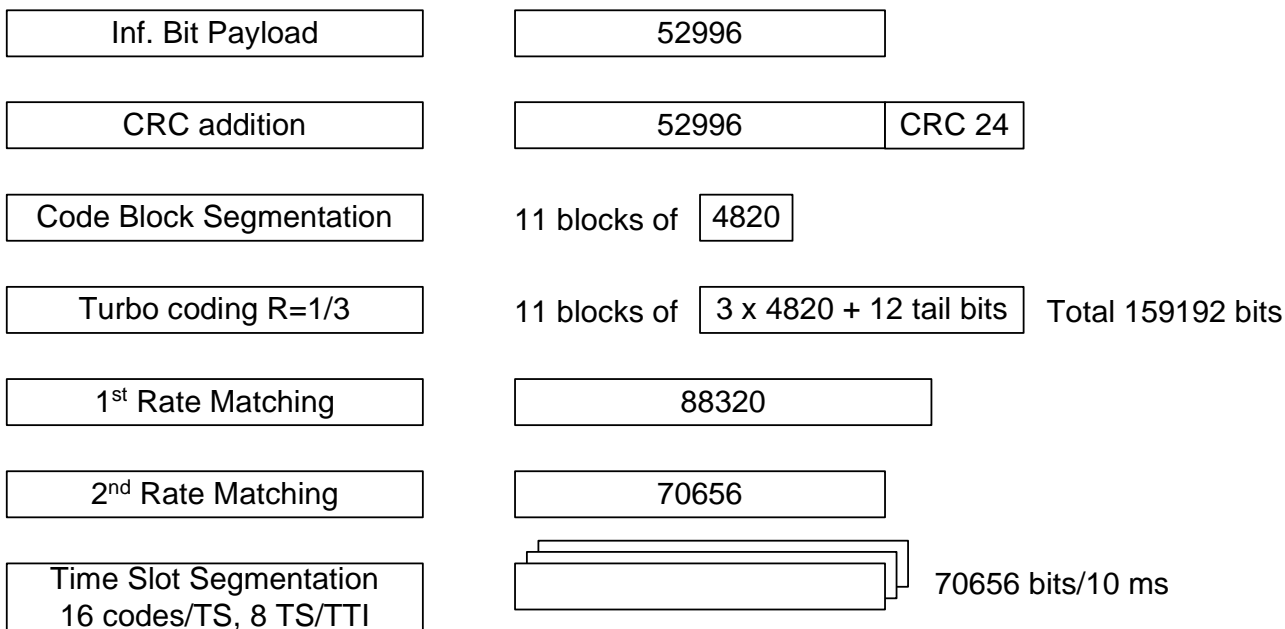 Inf. Bit Payload 52996
CRC addition 52996 CRC 24
Code Block Segmentation 11 blocks of 4820
Turbo coding R=1/3 11 blocks of 3 x 4820 + 12 tail bits Total 159192 bits
1st Rate Matching 88320
2nd Rate Matching 70656
Time Slot Segmentation
16 codes/TS, 8 TS/TTI
70656 bits/10 ms